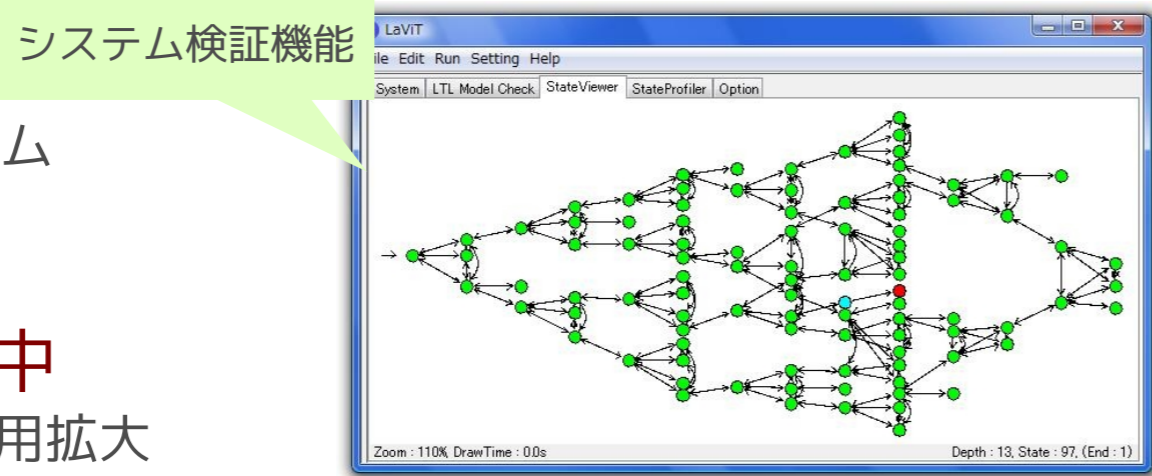 システム検証機能
LaViT
ile Edit Run Setting Help
System LTL Model Check StateViewer StateProfiler Option
ム
中
用拡大
Zoom : 110%, DrawTime : 0.0s
Depth : 13, State : 97, (End : 1)